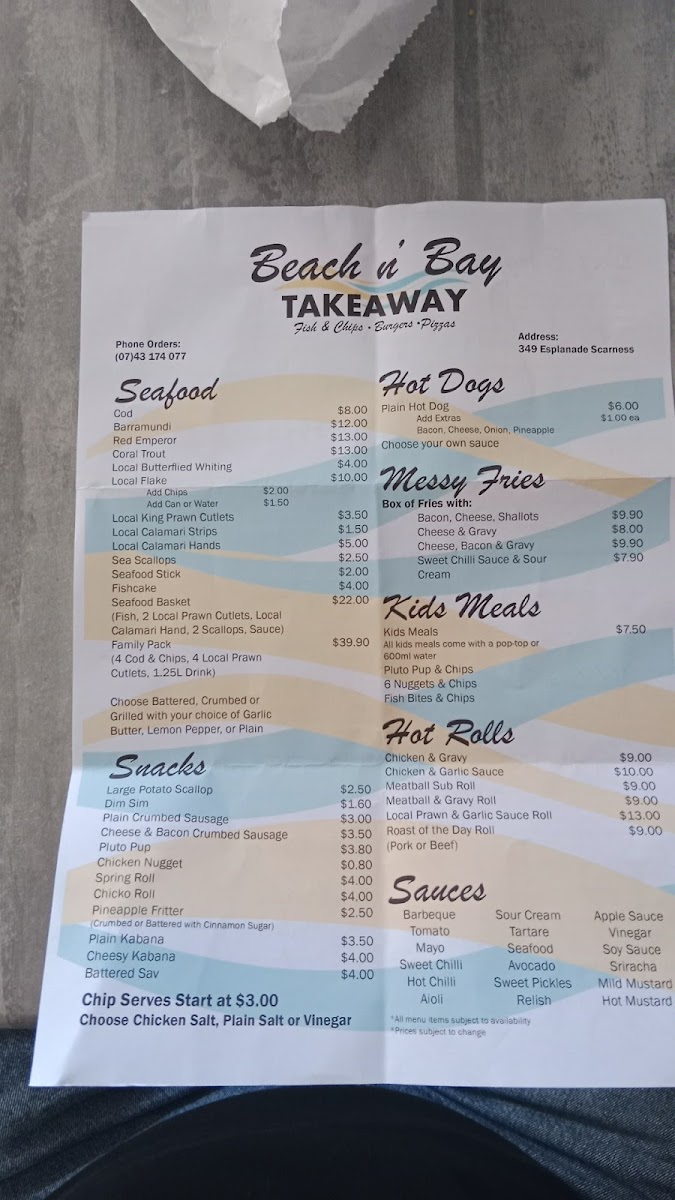 Beach n' Bay
TAKEAWAY
Fish & Chips • Burgers • Pizzas
Phone Orders:
(07)43 174 077
Address:
349 Esplanade Scarness
Seafood
Cod $8.00
Barramundi $12.00
Red Emperor $13.00
Coral Trout $13.00
Local Butterflied Whiting $4.00
Local Flake $10.00
Add Chips $2.00
Add Can or Water $1.50
Local King Prawn Cutlets $3.50
Local Calamari Strips $1.50
Local Calamari Hands $5.00
Sea Scallops $2.50
Seafood Stick $2.00
Fishcake $4.00
Seafood Basket $22.00
(Fish, 2 Local Prawn Cutlets, Local
Calamari Hand, 2 Scallops, Sauce)
Family Pack $39.90
(4 Cod & Chips, 4 Local Prawn
Cutlets, 1.25L Drink)
Choose Battered, Crumbed or
Grilled with your choice of Garlic
Butter, Lemon Pepper, or Plain
Snacks
Large Potato Scallop $2.50
Dim Sim $1.60
Plain Crumbed Sausage $3.00
Cheese & Bacon Crumbed Sausage $3.50
Pluto Pup $3.80
Chicken Nugget $0.80
Spring Roll $4.00
Chicko Roll $4.00
Pineapple Fritter $2.50
(Crumbed or Battered with Cinnamon Sugar)
Plain Kabana $3.50
Cheesy Kabana $4.00
Battered Sav $4.00
Chip Serves Start at $3.00
Choose Chicken Salt, Plain Salt or Vinegar
Hot Dogs
Plain Hot Dog $6.00
Add Extras $1.00 ea
Bacon, Cheese, Onion, Pineapple
Choose your own sauce
Messy Fries
Box of Fries with:
Bacon, Cheese, Shallots $9.90
Cheese & Gravy $8.00
Cheese, Bacon & Gravy $9.90
Sweet Chilli Sauce & Sour $7.90
Cream
Kids Meals
Kids Meals $7.50
All kids meals come with a pop-top or
600ml water
Pluto Pup & Chips
6 Nuggets & Chips
Fish Bites & Chips
Hot Rolls
Chicken & Gravy $9.00
Chicken & Garlic Sauce $10.00
Meatball Sub Roll $9.00
Meatball & Gravy Roll $9.00
Local Prawn & Garlic Sauce Roll $13.00
Roast of the Day Roll $9.00
(Pork or Beef)
Sauces
Barbeque Sour Cream Apple Sauce
Tomato Tartare Vinegar
Mayo Seafood Soy Sauce
Sweet Chilli Avocado Sriracha
Hot Chilli Sweet Pickles Mild Mustard
Aioli Relish Hot Mustard
*All menu items subject to availability
*Prices subject to change